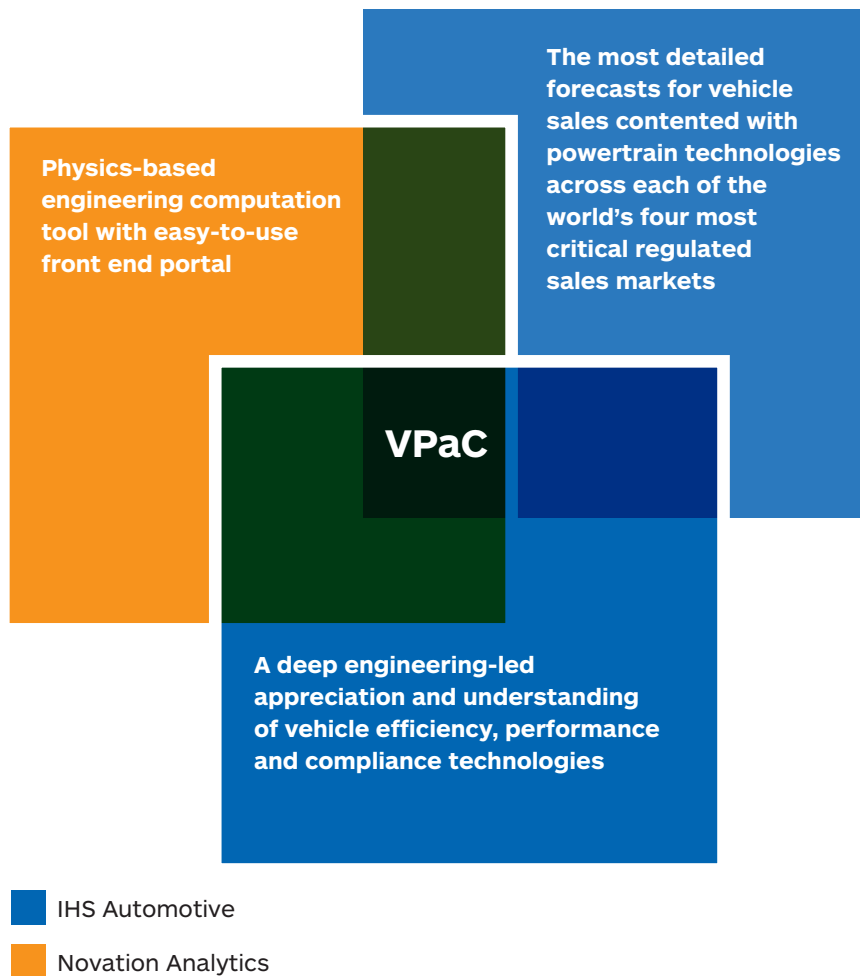 The most detailed
forecasts for vehicle
sales contented with
powertrain technologies
across each of the
world's four most
critical regulated
sales markets
Physics-based
engineering computation
tool with easy-to-use
front end portal
VPaC
A deep engineering-led
appreciation and understanding
of vehicle efficiency, performance
and compliance technologies
IHS Automotive
Novation Analytics